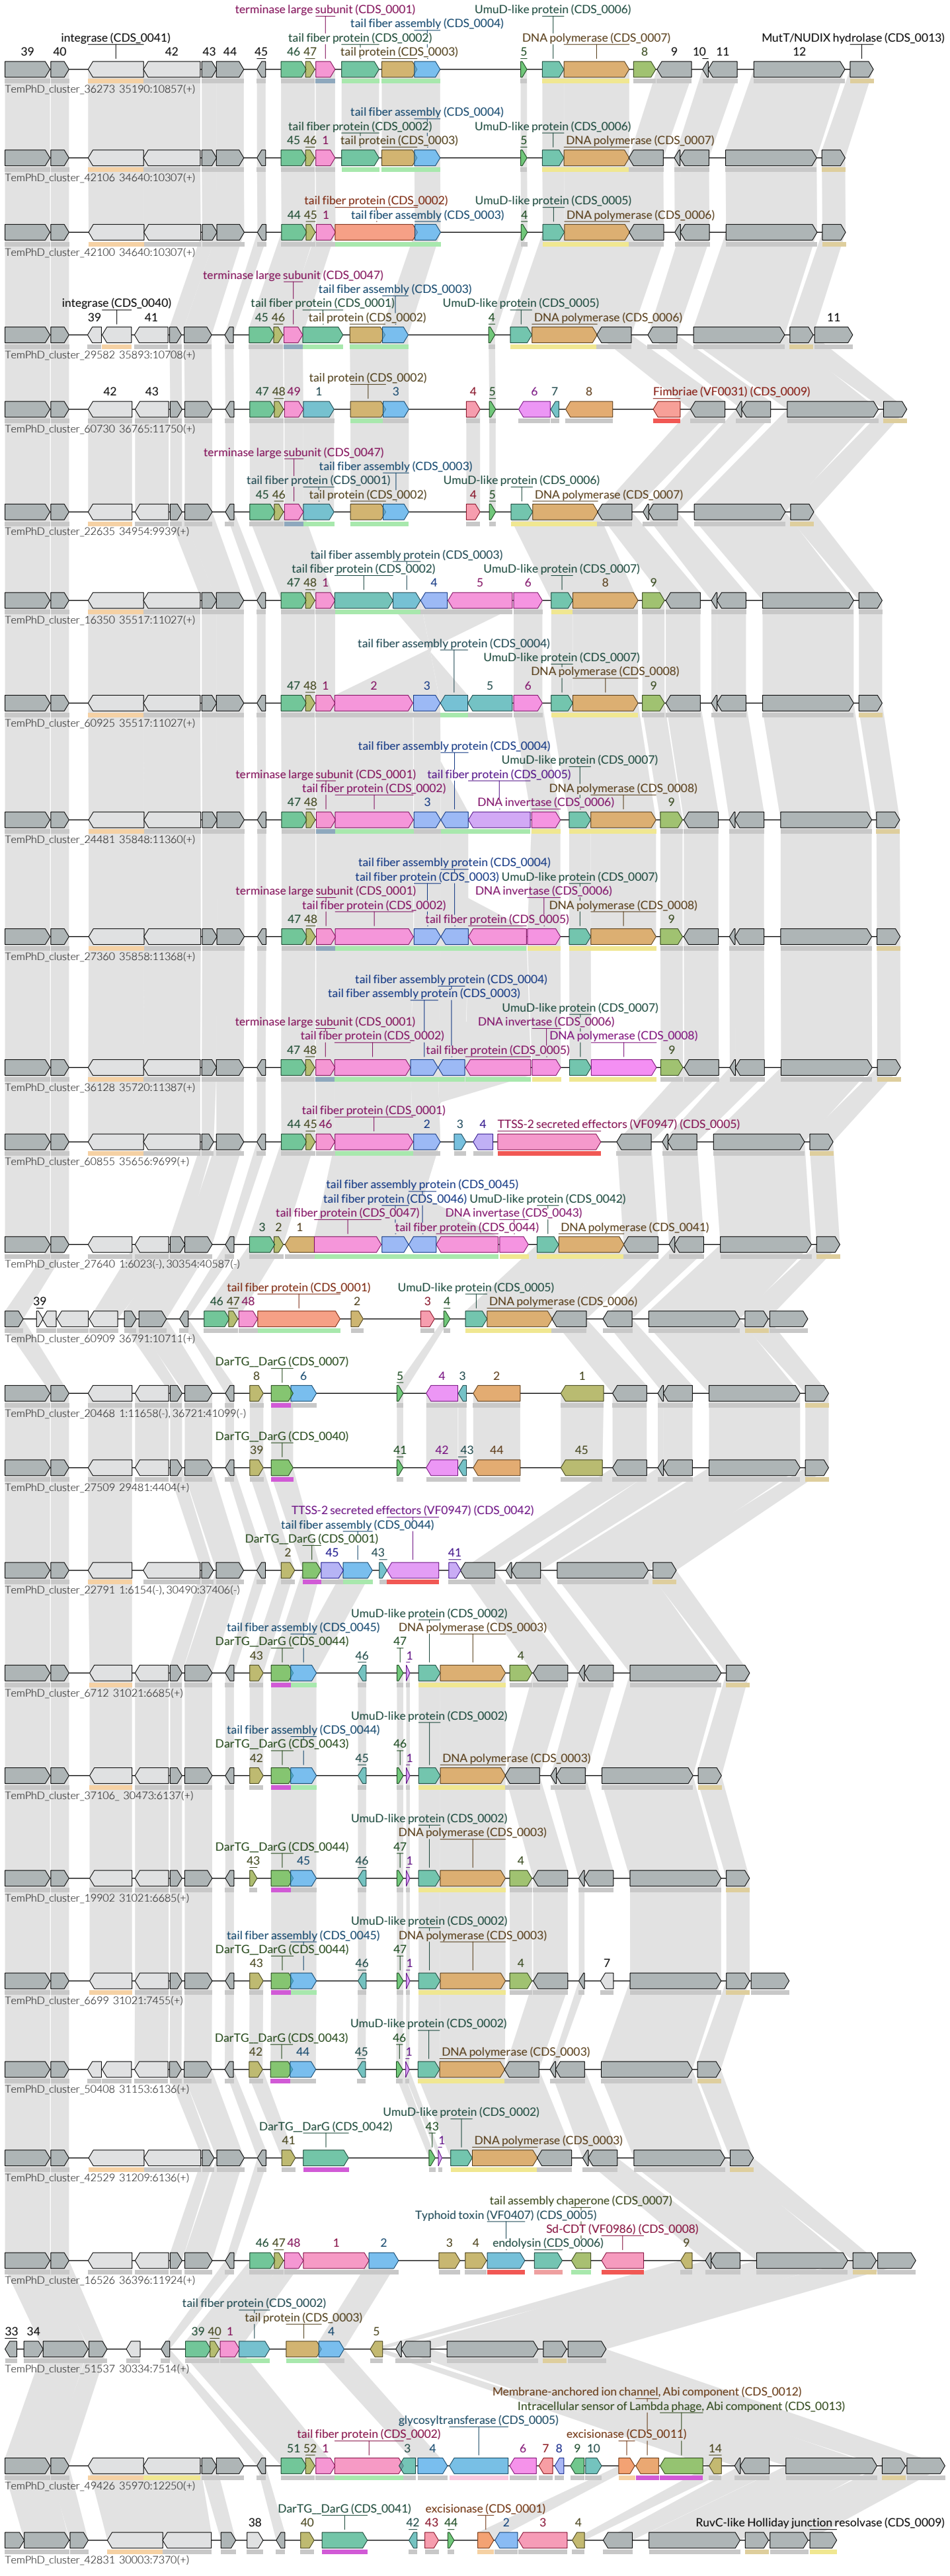 terminase large subunit (CDS_0001) UmuD-like protein (CDS_0006)
tail fiber assembly (CDS_0004)
integrase (CDS_0041) tail fiber protein (CDS_0002) DNA polymerase (CDS_0007) MutT/NUDIX hydrolase (CDS_0013)
39 40 42 43 44 45 46 47 tail protein (CDS_0003) 5 8 9 10 11 12
TemPhD_cluster_36273 35190:10857(+)
tail fiber assembly (CDS_0004)
tail fiber protein (CDS_0002) UmuD-like protein (CDS_0006)
45 46 1 tail protein (CDS_0003) 5 DNA polymerase (CDS_0007)
TemPhD_cluster_42106 34640:10307(+)
tail fiber protein (CDS_0002) UmuD-like protein (CDS_0005)
44 45 1 tail fiber assembly (CDS_0003) 4 DNA polymerase (CDS_0006)
TemPhD_cluster_42100 34640:10307(+)
terminase large subunit (CDS_0047)
tail fiber assembly (CDS_0003)
integrase (CDS_0040) tail fiber protein (CDS_0001) UmuD-like protein (CDS_0005)
39 41 45 46 tail protein (CDS_0002) 4 DNA polymerase (CDS_0006) 11
TemPhD_cluster_29582 35893:10708(+)
tail protein (CDS_0002)
42 43 47 48 49 1 3 4 5 6 7 8 Fimbriae (VF0031) (CDS_0009)
TemPhD_cluster_60730 36765:11750(+)
terminase large subunit (CDS_0047)
tail fiber assembly (CDS_0003)
tail fiber protein (CDS_0001) UmuD-like protein (CDS_0006)
45 46 tail protein (CDS_0002) 4 5 DNA polymerase (CDS_0007)
TemPhD_cluster_22635 34954:9939(+)
tail fiber assembly protein (CDS_0003)
tail fiber protein (CDS_0002) UmuD-like protein (CDS_0007)
47 48 1 4 5 6 8 9
TemPhD_cluster_16350 35517:11027(+)
tail fiber assembly protein (CDS_0004)
UmuD-like protein (CDS_0007)
DNA polymerase (CDS_0008)
47 48 1 2 3 5 6 9
TemPhD_cluster_60925 35517:11027(+)
tail fiber assembly protein (CDS_0004)
UmuD-like protein (CDS_0007)
terminase large subunit (CDS_0001) tail fiber protein (CDS_0005)
tail fiber protein (CDS_0002) DNA polymerase (CDS_0008)
47 48 3 DNA invertase (CDS_0006) 9
TemPhD_cluster_24481 35848:11360(+)
tail fiber assembly protein (CDS_0004)
tail fiber protein (CDS_0003) UmuD-like protein (CDS_0007)
terminase large subunit (CDS_0001) DNA invertase (CDS_0006)
tail fiber protein (CDS_0002) DNA polymerase (CDS_0008)
47 48 tail fiber protein (CDS_0005) 9
TemPhD_cluster_27360 35858:11368(+)
tail fiber assembly protein (CDS_0004)
tail fiber assembly protein (CDS_0003)
UmuD-like protein (CDS_0007)
terminase large subunit (CDS_0001) DNA invertase (CDS_0006)
tail fiber protein (CDS_0002) DNA polymerase (CDS_0008)
47 48 tail fiber protein (CDS_0005) 9
TemPhD_cluster_36128 35720:11387(+)
tail fiber protein (CDS_0001)
44 45 46 2 3 4 TTSS-2 secreted effectors (VF0947) (CDS_0005)
TemPhD_cluster_60855 35656:9699(+)
tail fiber assembly protein (CDS_0045)
tail fiber protein (CDS_0046) UmuD-like protein (CDS_0042)
tail fiber protein (CDS_0047) DNA invertase (CDS_0043)
3 2 1 tail fiber protein (CDS_0044) DNA polymerase (CDS_0041)
TemPhD_cluster_27640 1:6023(-), 30354:40587(-)
tail fiber protein (CDS_0001) UmuD-like protein (CDS_0005)
39 46 47 48 2 3 4 DNA polymerase (CDS_0006)
TemPhD_cluster_60909 36791:10711(+)
DarTG__DarG (CDS_0007)
8 6 5 4 3 2 1
TemPhD_cluster_20468 1:11658(-), 36721:41099(-)
DarTG__DarG (CDS_0040)
39 41 42 43 44 45
TemPhD_cluster_27509 29481:4404(+)
TTSS-2 secreted effectors (VF0947) (CDS_0042)
tail fiber assembly (CDS_0044)
DarTG__DarG (CDS_0001)
2 45 43 41
TemPhD_cluster_22791 1:6154(-), 30490:37406(-)
UmuD-like protein (CDS_0002)
tail fiber assembly (CDS_0045) DNA polymerase (CDS_0003)
DarTG__DarG (CDS_0044) 47
43 46 1 4
TemPhD_cluster_6712 31021:6685(+)
UmuD-like protein (CDS_0002)
tail fiber assembly (CDS_0044)
DarTG__DarG (CDS_0043) 46
42 45 1 DNA polymerase (CDS_0003)
TemPhD_cluster_37106_ 30473:6137(+)
UmuD-like protein (CDS_0002)
DNA polymerase (CDS_0003)
DarTG__DarG (CDS_0044) 47
43 45 46 1 4
TemPhD_cluster_19902 31021:6685(+)
UmuD-like protein (CDS_0002)
tail fiber assembly (CDS_0045) DNA polymerase (CDS_0003)
DarTG__DarG (CDS_0044) 47
43 46 1 4 7
TemPhD_cluster_6699 31021:7455(+)
UmuD-like protein (CDS_0002)
DarTG__DarG (CDS_0043) 46
42 44 45 1 DNA polymerase (CDS_0003)
TemPhD_cluster_50408 31153:6136(+)
UmuD-like protein (CDS_0002)
DarTG__DarG (CDS_0042) 43
41 1 DNA polymerase (CDS_0003)
TemPhD_cluster_42529 31209:6136(+)
tail assembly chaperone (CDS_0007)
Typhoid toxin (VF0407) (CDS_0005)
Sd-CDT (VF0986) (CDS_0008)
46 47 48 1 2 3 4 endolysin (CDS_0006) 9
TemPhD_cluster_16526 36396:11924(+)
tail fiber protein (CDS_0002)
tail protein (CDS_0003)
33 34 39 40 1 4 5
TemPhD_cluster_51537 30334:7514(+)
Membrane-anchored ion channel, Abi component (CDS_0012)
Intracellular sensor of Lambda phage, Abi component (CDS_0013)
glycosyltransferase (CDS_0005)
tail fiber protein (CDS_0002) excisionase (CDS_0011)
51 52 1 3 4 6 7 8 9 10 14
TemPhD_cluster_49426 35970:12250(+)
DarTG__DarG (CDS_0041) excisionase (CDS_0001)
38 40 42 43 44 2 3 4 RuvC-like Holliday junction resolvase (CDS_0009)
TemPhD_cluster_42831 30003:7370(+)